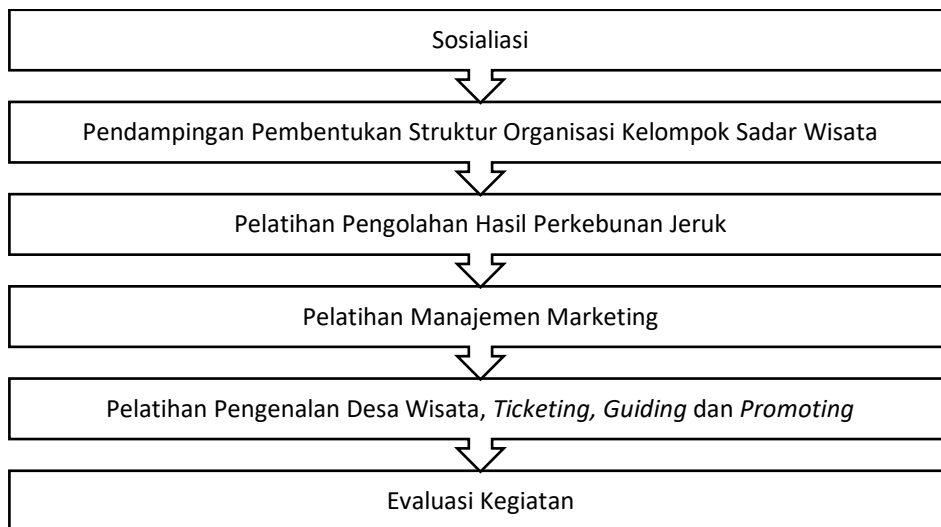 Sosialiasi
Pendampingan Pembentukan Struktur Organisasi Kelompok Sadar Wisata
Pelatihan Pengolahan Hasil Perkebunan Jeruk
Pelatihan Manajemen Marketing
Pelatihan Pengenalan Desa Wisata, Ticketing, Guiding dan Promoting
Evaluasi Kegiatan